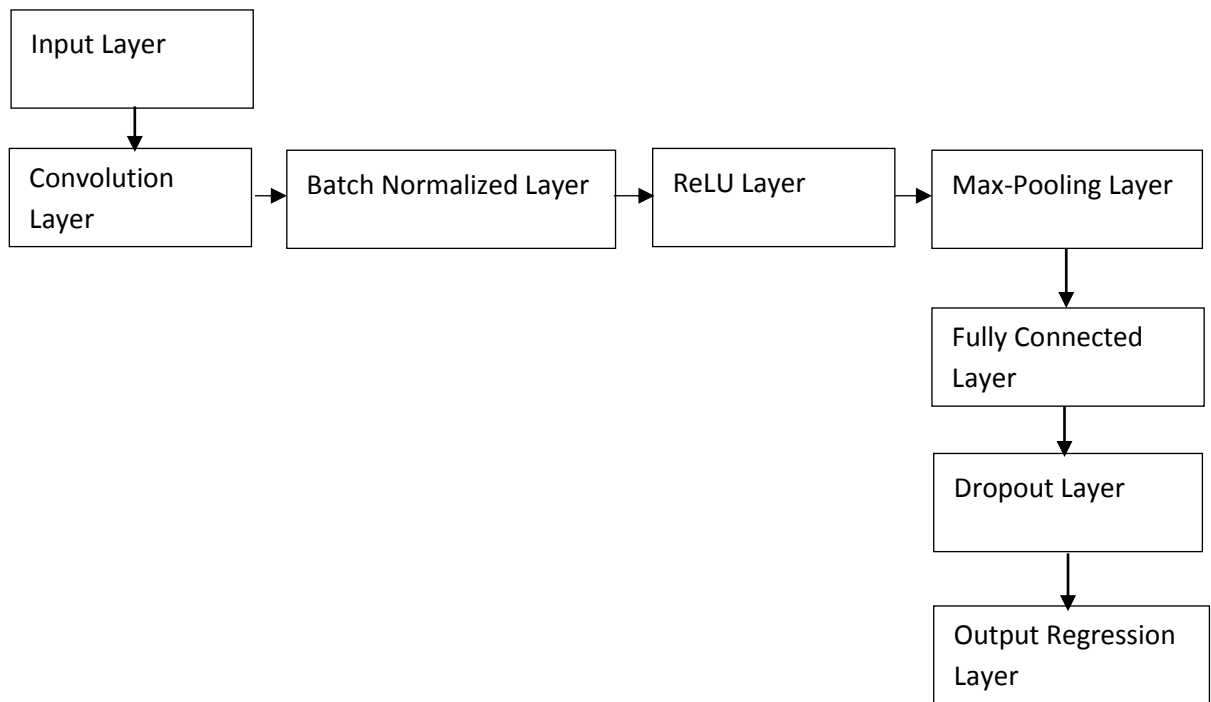 Input Layer
Convolution
Layer
Batch Normalized Layer
ReLU Layer
Max-Pooling Layer
Fully Connected
Layer
Dropout Layer
Output Regression
Layer